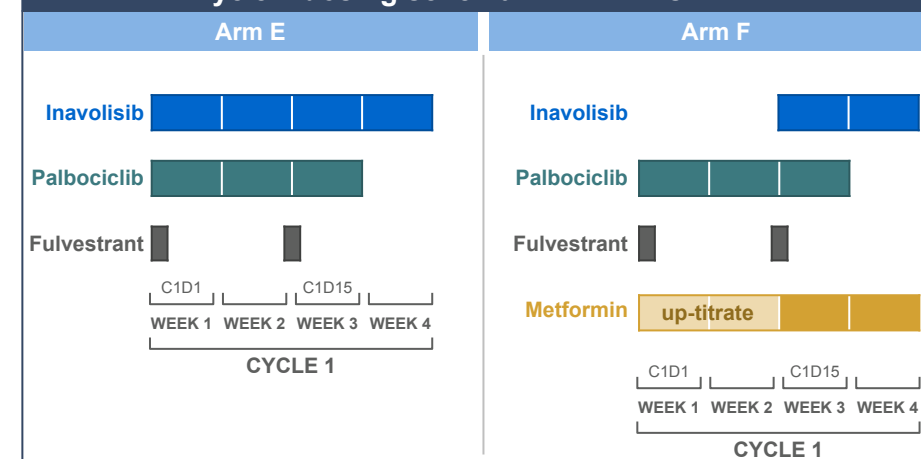 Arm E
Arm F
Inavolisib
Palbociclib
Fulvestrant
C1D1
C1D15
WEEK 1 WEEK 2 WEEK 3 WEEK 4
CYCLE 1
Inavolisib
Palbociclib
Fulvestrant
Metformin
up-titrate
C1D1
C1D15
WEEK 1 WEEK 2 WEEK 3 WEEK 4
CYCLE 1